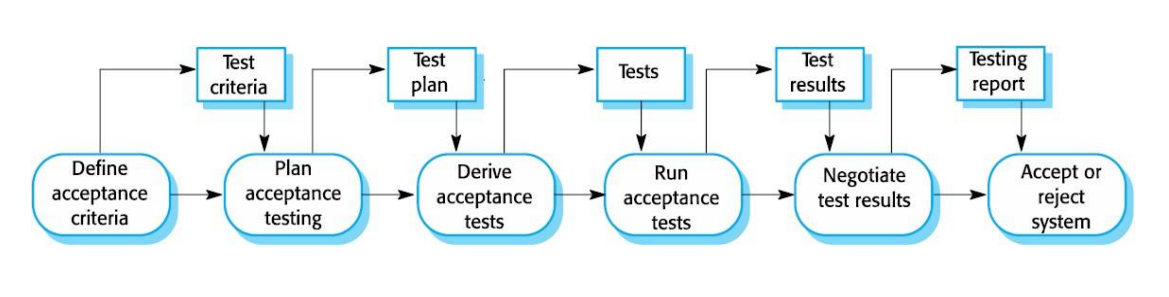 Test
criteria
Test
plan
Tests
Test
results
Testing
report
Define
acceptance
criteria
Plan
acceptance
testing
Derive
acceptance
tests
Run
acceptance
tests
Negotiate
test results
Accept or
reject
system